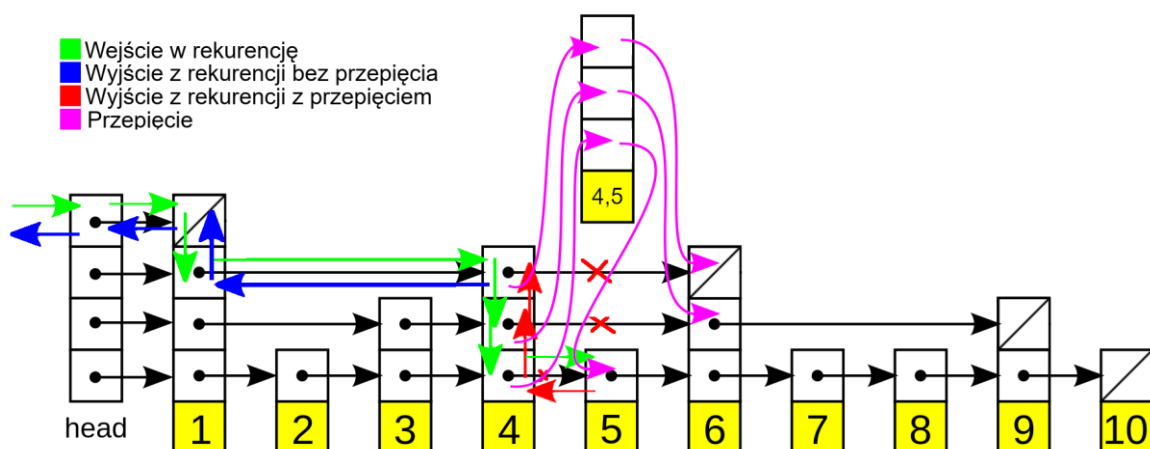 Wejście w rekurencję
Wyjście z rekurencji bez przepięcia
Wyjście z rekurencji z przepięciem
Przepięcie
4,5
head 1 2 3 4 5 6 7 8 9 10